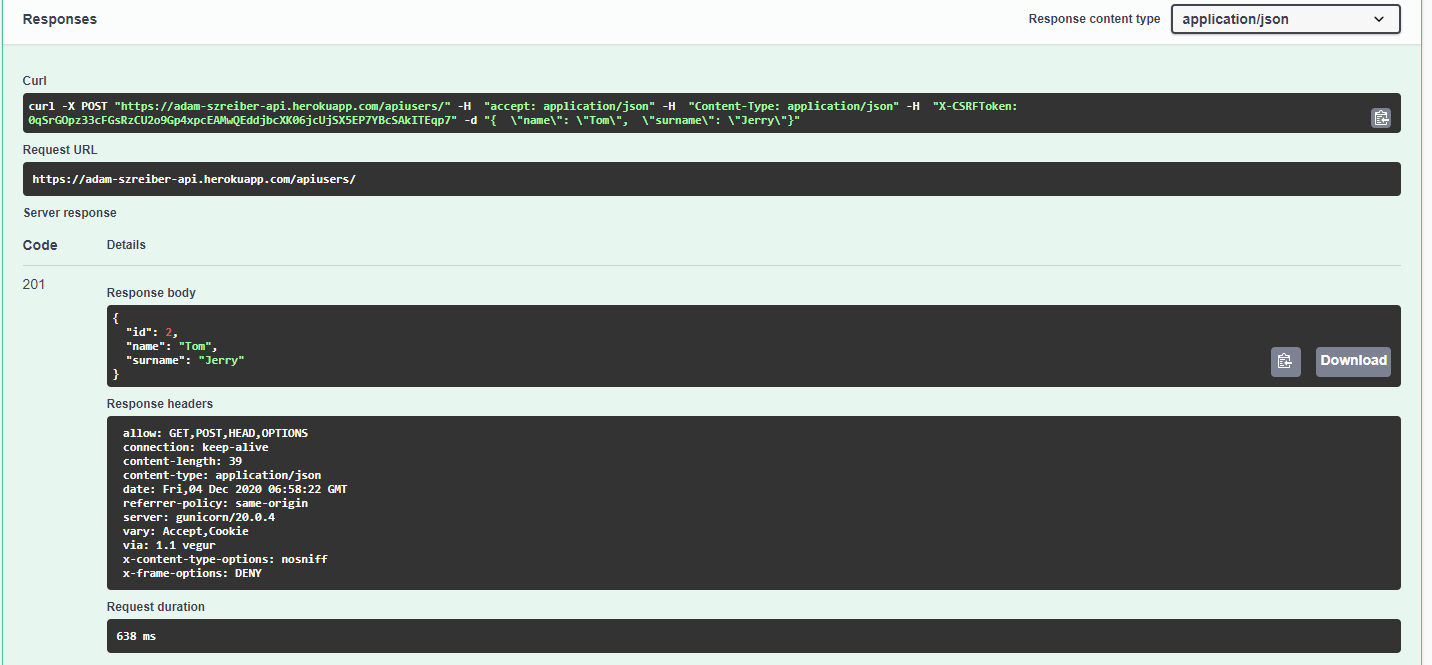 Responses
Response content type application/json
Curl
curl -X POST "https://adam-szreiber-api.herokuapp.com/apiusers/" -H  "accept: application/json" -H  "Content-Type: application/json" -H  "X-CSRFToken:
0qSrGOpz33cFGsRzCU2o9Gp4xpcEAMwQEddjbcXK06jcUjSX5EP7YBcSAkITEqp7" -d "{  \"name\": \"Tom\",  \"surname\": \"Jerry\"}"
Request URL
https://adam-szreiber-api.herokuapp.com/apiusers/
Server response
Code Details
201
Response body
{
  "id": 2,
  "name": "Tom",
  "surname": "Jerry"
}
Download
Response headers
allow: GET,POST,HEAD,OPTIONS
connection: keep-alive
content-length: 39
content-type: application/json
date: Fri,04 Dec 2020 06:58:22 GMT
referrer-policy: same-origin
server: gunicorn/20.0.4
vary: Accept,Cookie
via: 1.1 vegur
x-content-type-options: nosniff
x-frame-options: DENY
Request duration
638 ms